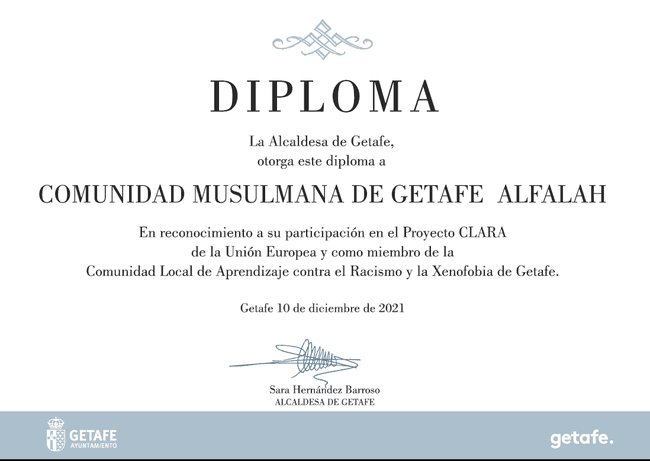 DIPLOMA
La Alcaldesa de Getafe,
otorga este diploma a
COMUNIDAD MUSULMANA DE GETAFE ALFALAH
En reconocimiento a su participación en el Proyecto CLARA
de la Unión Europea y como miembro de la
Comunidad Local de Aprendizaje contra el Racismo y la Xenofobia de Getafe.
Getafe 10 de diciembre de 2021
Sara Hernández Barroso
ALCALDESA DE GETAFE
GETAFE
AYUNTAMIENTO
getafe.